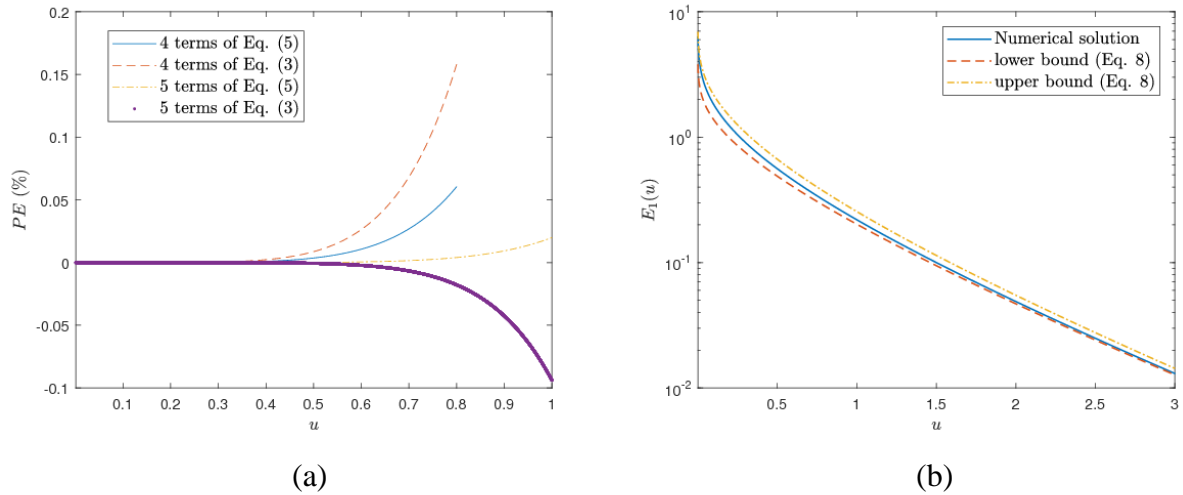 0.2
0.15
0.1
0.05
0
-0.05
-0.1
PE (%)
4 terms of Eq. (5)
4 terms of Eq. (3)
5 terms of Eq. (5)
5 terms of Eq. (3)
0.1 0.2 0.3 0.4 0.5 0.6 0.7 0.8 0.9 1
u
(a)
10^1
10^0
10^-1
10^-2
E_1(u)
Numerical solution
lower bound (Eq. 8)
upper bound (Eq. 8)
0.5 1 1.5 2 2.5 3
u
(b)